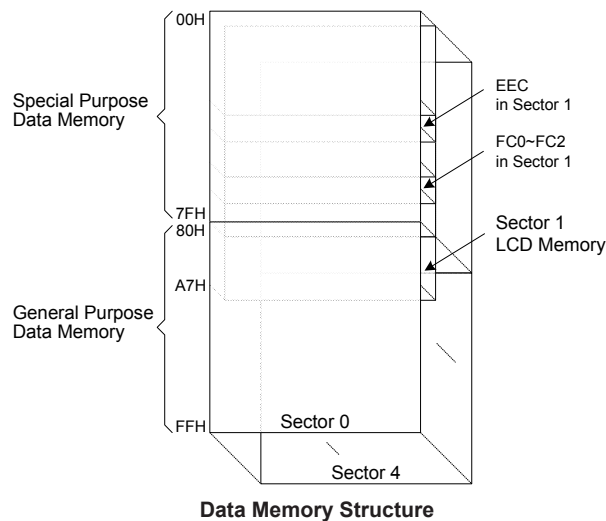 00H
Special Purpose
Data Memory
EEC
in Sector 1
FC0~FC2
in Sector 1
7FH
80H
Sector 1
LCD Memory
A7H
General Purpose
Data Memory
FFH
Sector 0
Sector 4
Data Memory Structure